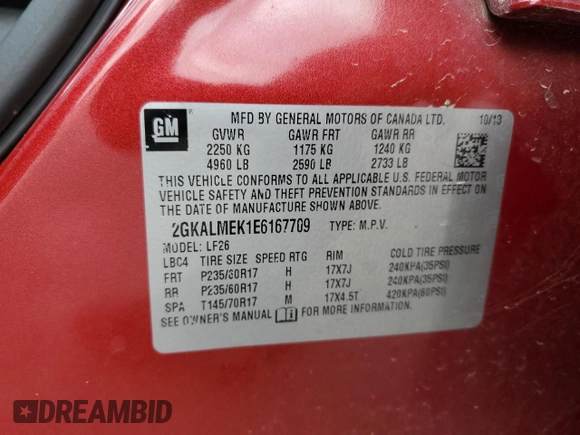 GM
MFD BY GENERAL MOTORS OF CANADA LTD. 10/13
GVWR GAWR FRT GAWR RR
2250 KG 1175 KG 1240 KG
4960 LB 2590 LB 2733 LB
THIS VEHICLE CONFORMS TO ALL APPLICABLE U.S. FEDERAL MOTOR
VEHICLE SAFETY AND THEFT PREVENTION STANDARDS IN EFFECT ON
THE DATE OF MANUFACTURE SHOWN ABOVE.
2GKALMEK1E6167709 TYPE: M.P.V.
MODEL: LF26
LBC4 TIRE SIZE SPEED RTG RIM COLD TIRE PRESSURE
FRT P235/60R17 H 17X7J 240KPA(35PSI)
RR P235/60R17 H 17X7J 240KPA(35PSI)
SPA T145/70R17 M 17X4.5T 420KPA(60PSI)
SEE OWNER'S MANUAL i FOR MORE INFORMATION.
DREAMBID